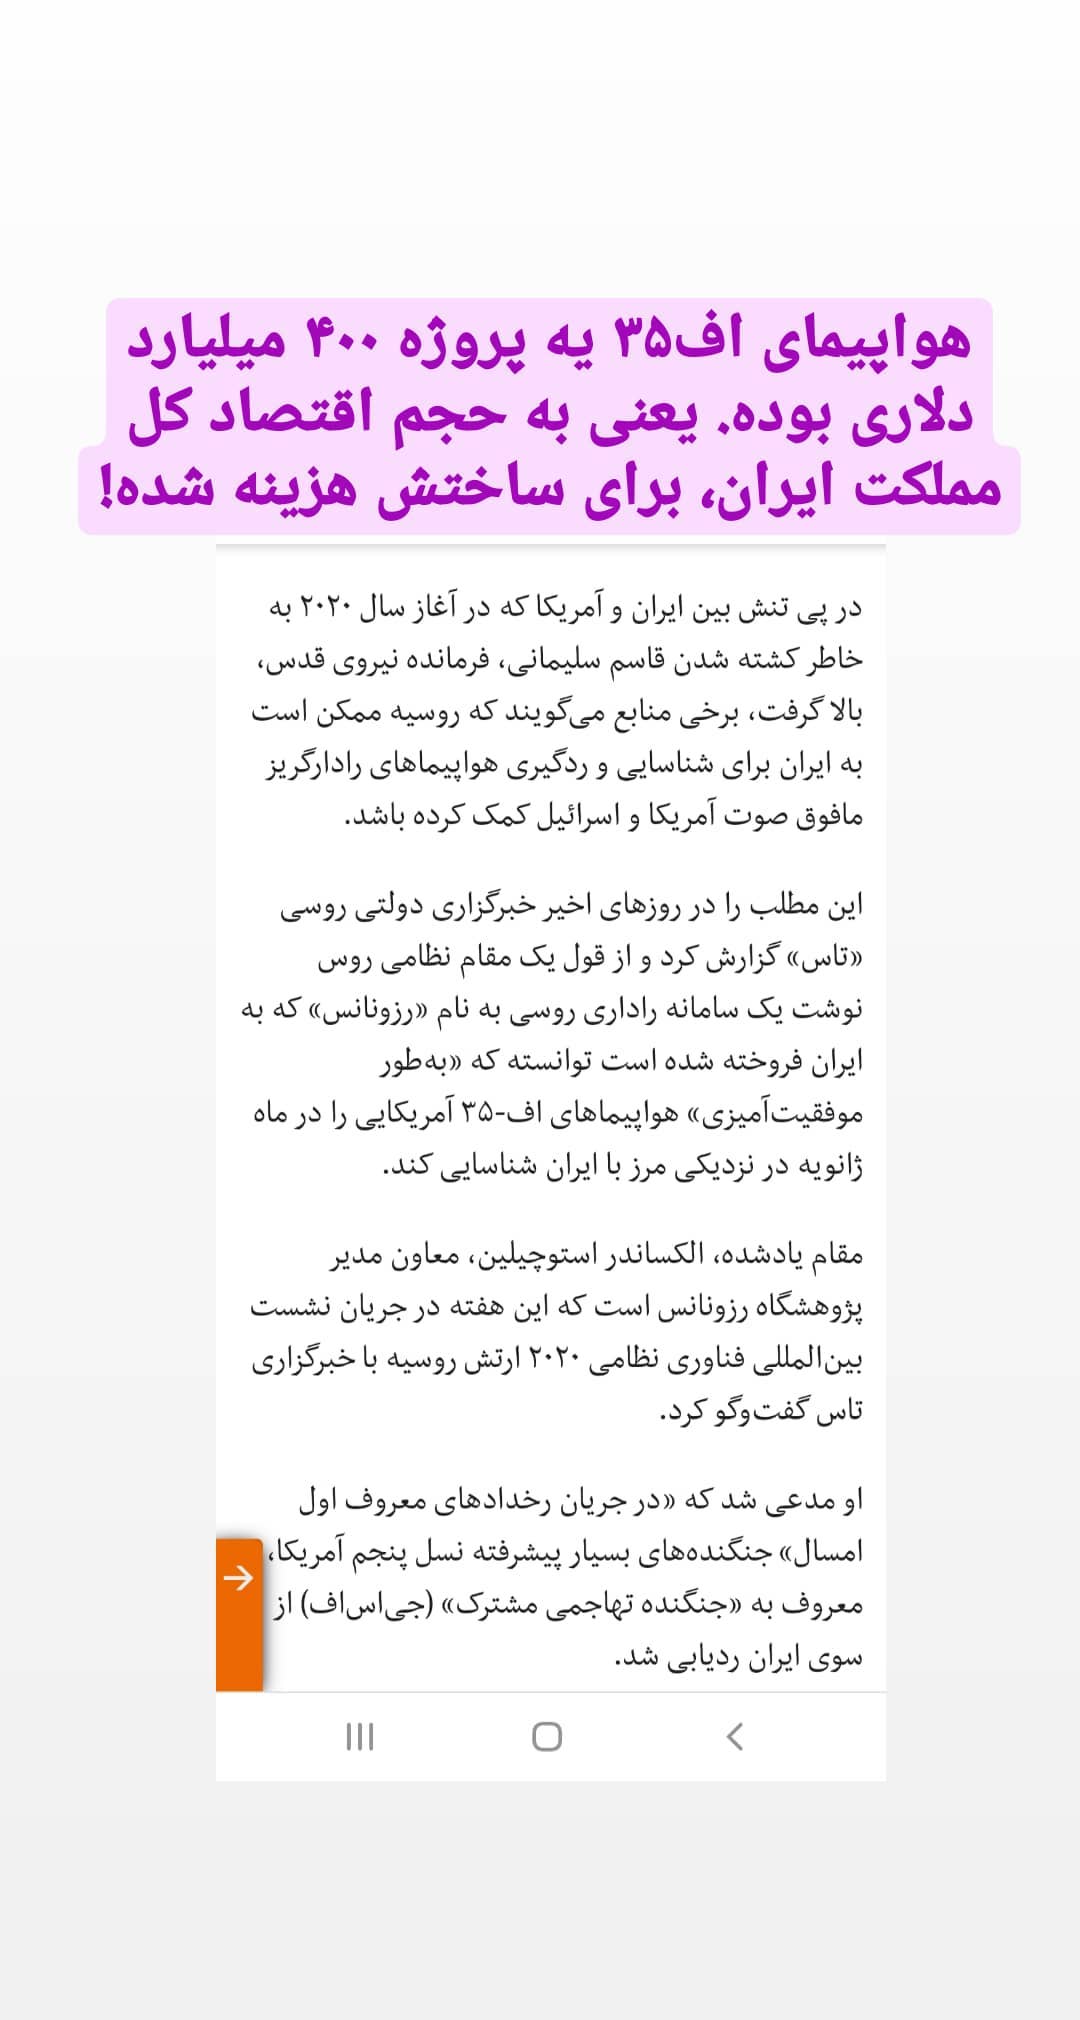 هواپیمای اف۳۵ یه پروژه ۴۰۰ میلیارد
دلاری بوده. یعنی به حجم اقتصاد کل
مملکت ایران، برای ساختش هزینه شده!
در پی تنش بین ایران و آمریکا که در آغاز سال ۲۰۲۰ به
خاطر کشته شدن قاسم سلیمانی، فرمانده نیروی قدس،
بالا گرفت، برخی منابع می‌گویند که روسیه ممکن است
به ایران برای شناسایی و ردگیری هواپیماهای رادارگریز
مافوق صوت آمریکا و اسرائیل کمک کرده باشد.
این مطلب را در روزهای اخیر خبرگزاری دولتی روسی
«تاس» گزارش کرد و از قول یک مقام نظامی روس
نوشت یک سامانه راداری روسی به نام «رزونانس» که به
ایران فروخته شده است توانسته که «به‌طور
موفقیت‌آمیزی» هواپیماهای اف-۳۵ آمریکایی را در ماه
ژانویه در نزدیکی مرز با ایران شناسایی کند.
مقام یادشده، الکساندر استوچیلین، معاون مدیر
پژوهشگاه رزونانس است که این هفته در جریان نشست
بین‌المللی فناوری نظامی ۲۰۲۰ ارتش روسیه با خبرگزاری
تاس گفت‌وگو کرد.
او مدعی شد که «در جریان رخدادهای معروف اول
امسال» جنگنده‌های بسیار پیشرفته نسل پنجم آمریکا،
معروف به «جنگنده تهاجمی مشترک» (جی‌اس‌اف) از
سوی ایران ردیابی شد.